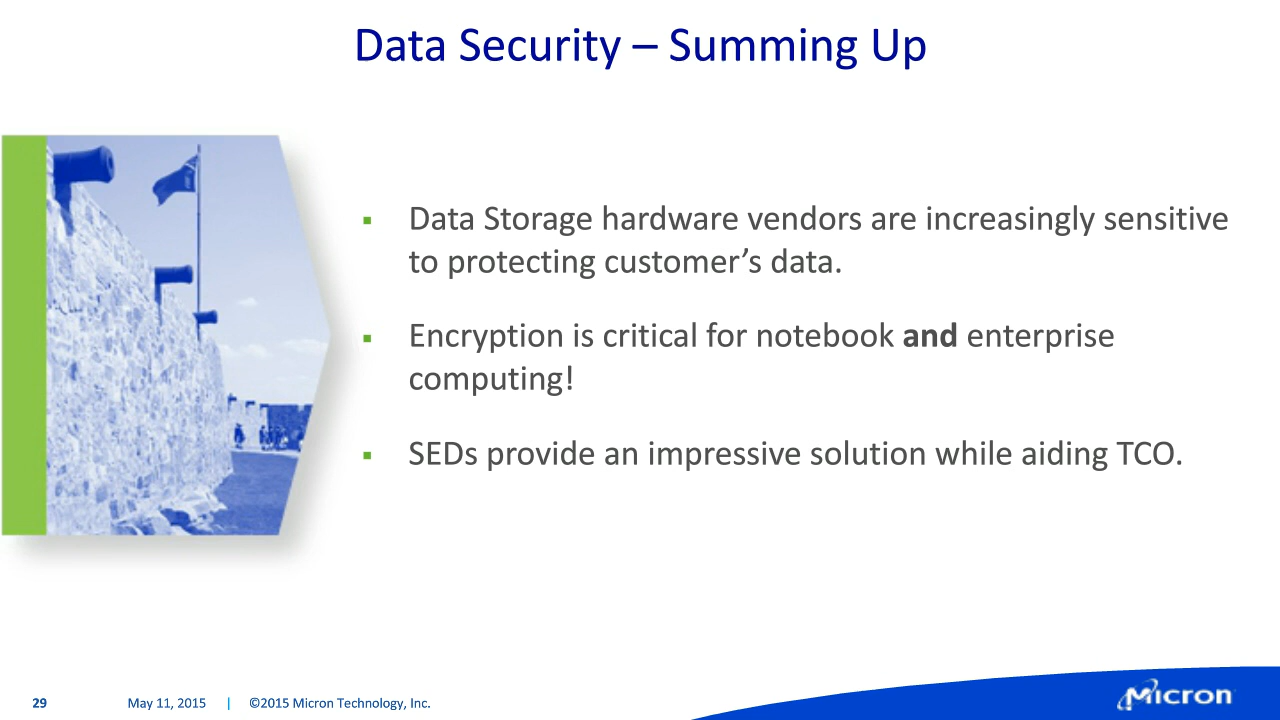 Data Security – Summing Up
▪ Data Storage hardware vendors are increasingly sensitive
to protecting customer’s data.
▪ Encryption is critical for notebook and enterprise
computing!
▪ SEDs provide an impressive solution while aiding TCO.
29 May 11, 2015 | ©2015 Micron Technology, Inc.
Micron